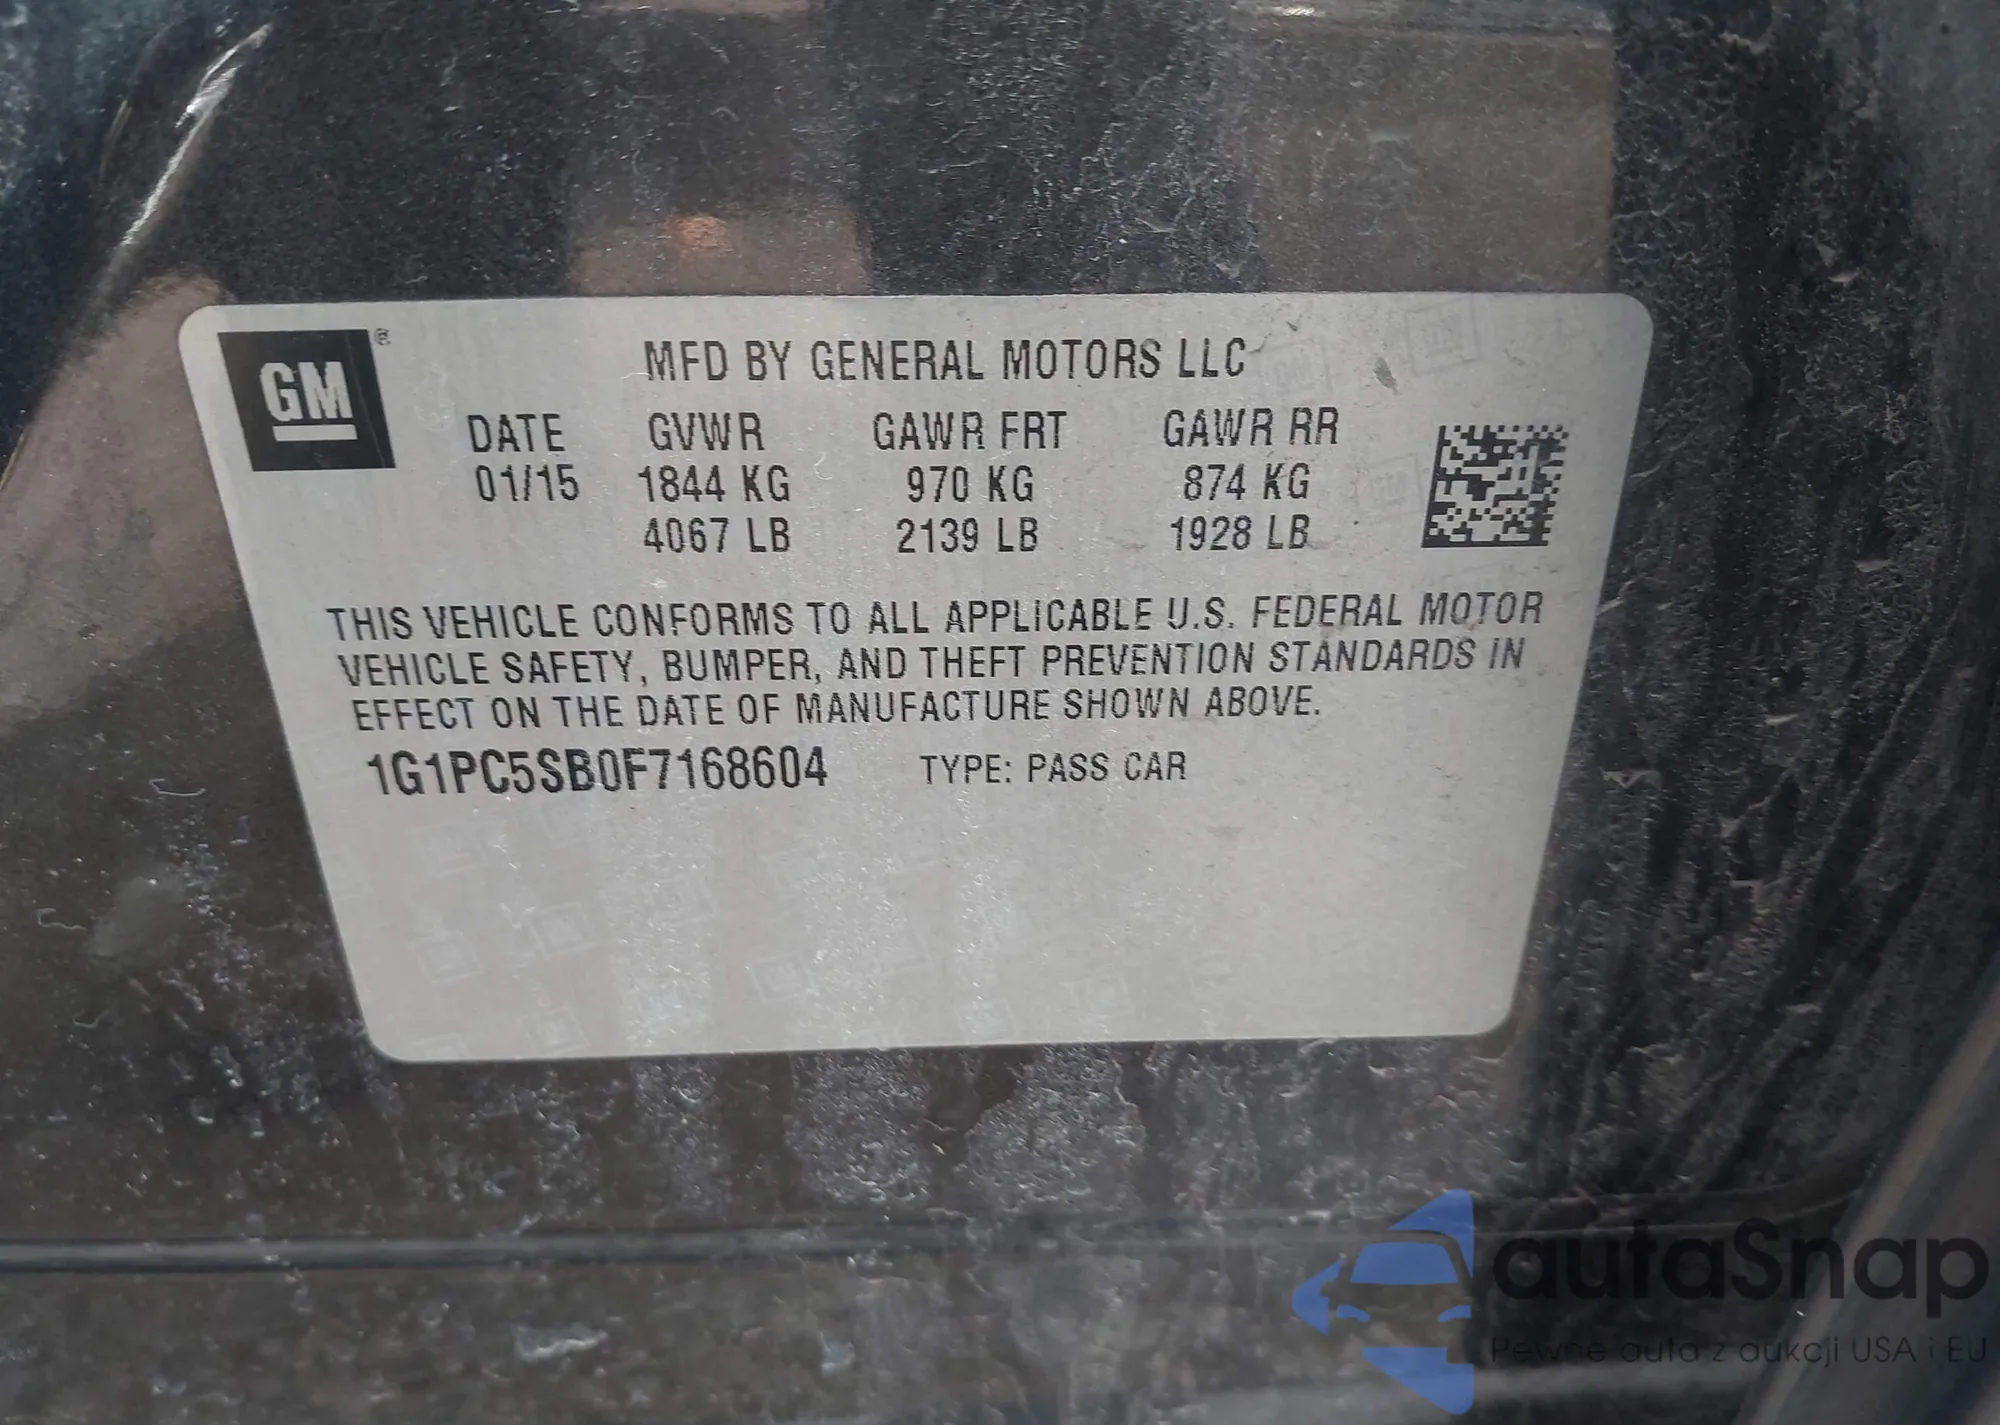 GM ®
MFD BY GENERAL MOTORS LLC
DATE GVWR GAWR FRT GAWR RR
01/15 1844 KG 970 KG 874 KG
4067 LB 2139 LB 1928 LB
THIS VEHICLE CONFORMS TO ALL APPLICABLE U.S. FEDERAL MOTOR
VEHICLE SAFETY, BUMPER, AND THEFT PREVENTION STANDARDS IN
EFFECT ON THE DATE OF MANUFACTURE SHOWN ABOVE.
1G1PC5SB0F7168604 TYPE: PASS CAR
autaSnap
Pewne auta z aukcji USA i EU